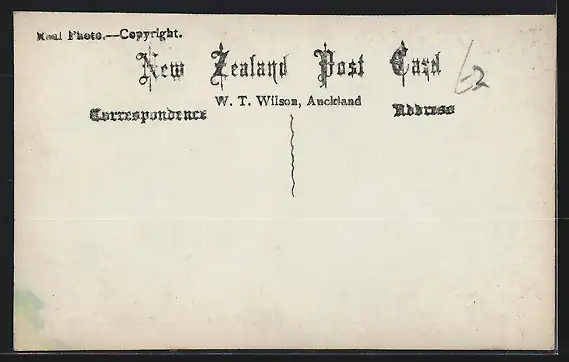 Real Photo.—Copyright.
New Zealand Post Card
W. T. Wilson, Auckland
Correspondence
Address